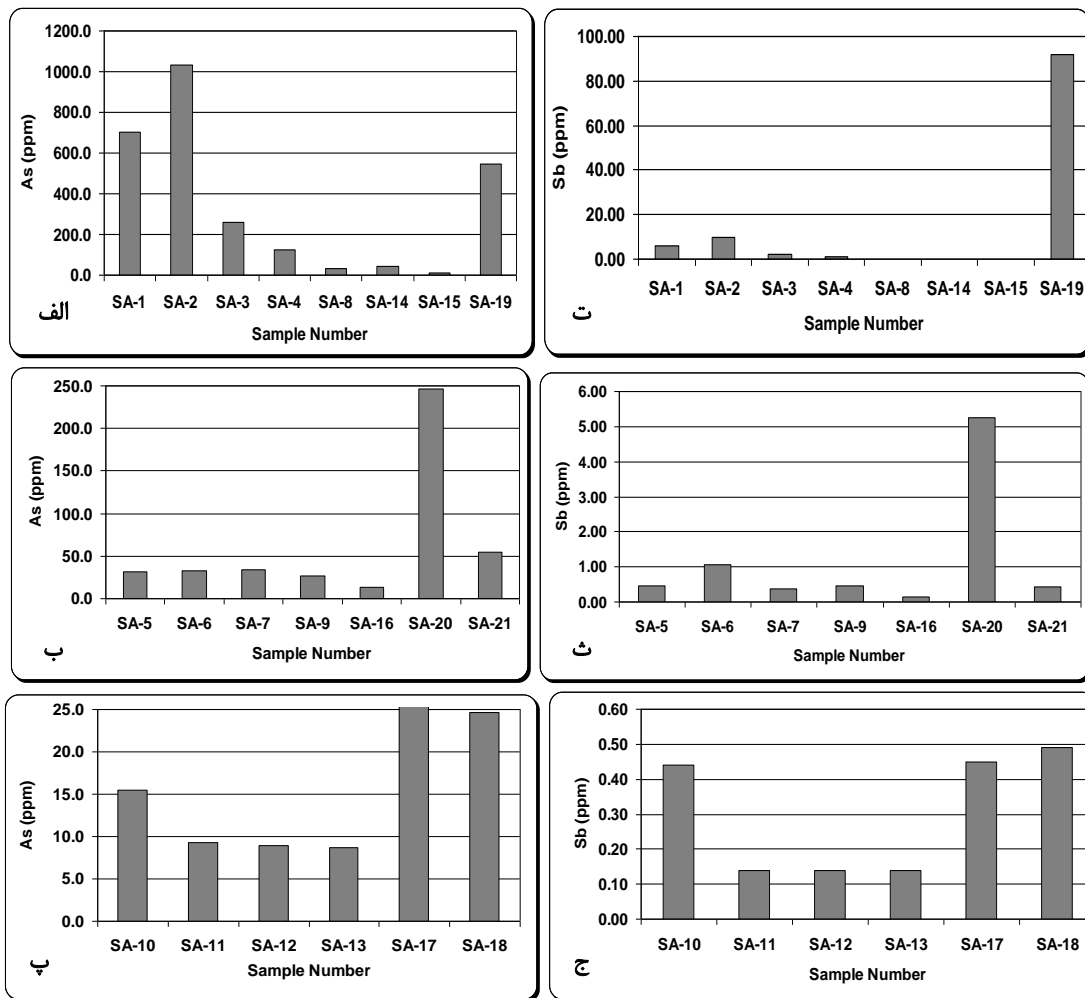 As (ppm)
1200.0
1000.0
800.0
600.0
400.0
200.0
0.0
SA-1 SA-2 SA-3 SA-4 SA-8 SA-14 SA-15 SA-19
Sample Number
الف
Sb (ppm)
100.00
80.00
60.00
40.00
20.00
0.00
SA-1 SA-2 SA-3 SA-4 SA-8 SA-14 SA-15 SA-19
Sample Number
ت
As (ppm)
250.0
200.0
150.0
100.0
50.0
0.0
SA-5 SA-6 SA-7 SA-9 SA-16 SA-20 SA-21
Sample Number
ب
Sb (ppm)
6.00
5.00
4.00
3.00
2.00
1.00
0.00
SA-5 SA-6 SA-7 SA-9 SA-16 SA-20 SA-21
Sample Number
ث
As (ppm)
25.0
20.0
15.0
10.0
5.0
0.0
SA-10 SA-11 SA-12 SA-13 SA-17 SA-18
Sample Number
پ
Sb (ppm)
0.60
0.50
0.40
0.30
0.20
0.10
0.00
SA-10 SA-11 SA-12 SA-13 SA-17 SA-18
Sample Number
ج